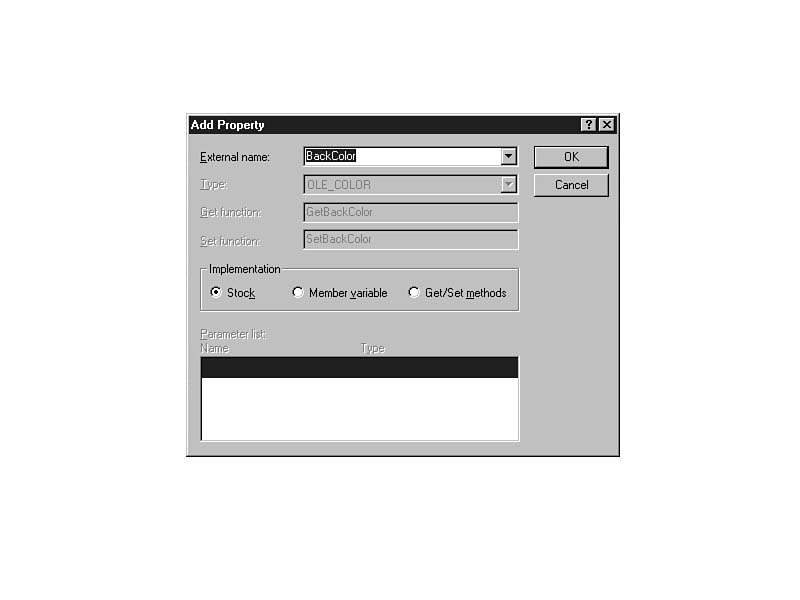 Add Property
External name: BackColor OK
Type: OLE_COLOR Cancel
Get function: GetBackColor
Set function: SetBackColor
Implementation
Stock Member variable Get/Set methods
Parameter list:
Name Type